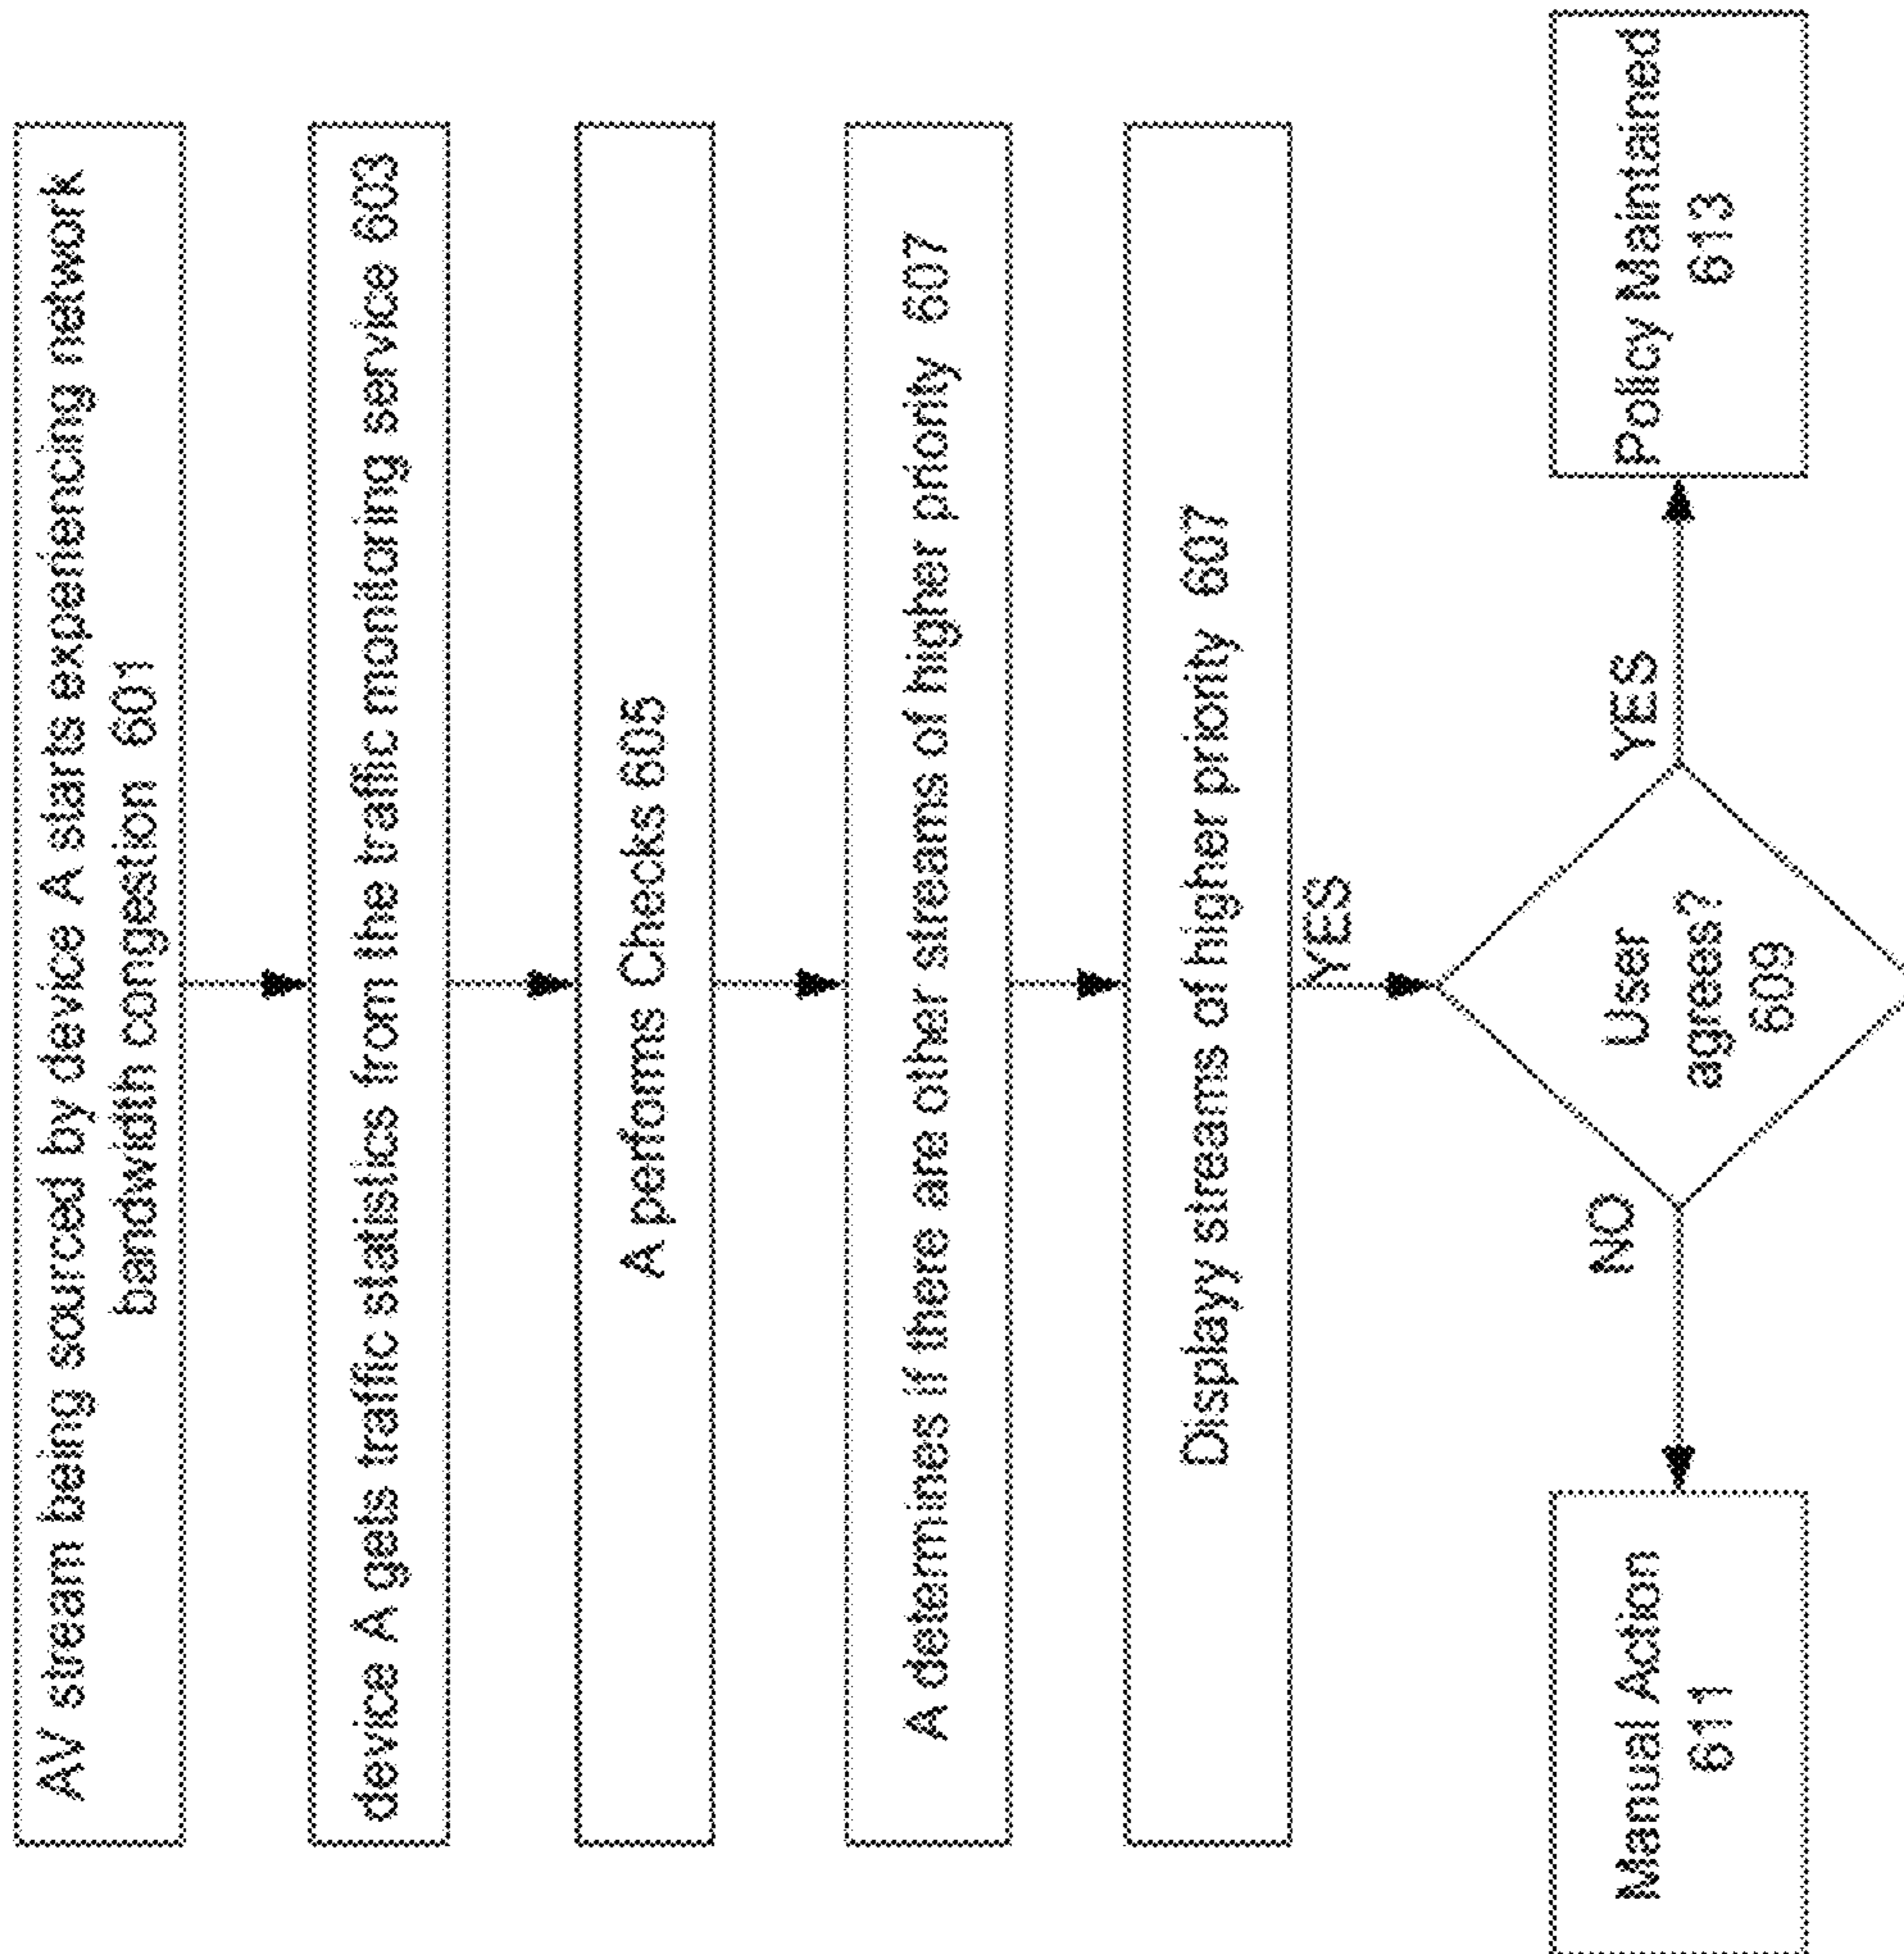 AV stream being sourced by device A starts experiencing network
bandwidth congestion 601
device A gets traffic statistics from the traffic monitoring service 603
A performs Checks 605
A determines if there are other streams of higher priority 607
Displayy streams of higher priority 607
YES
User
agrees?
609
NO
YES
Manual Action
611
Policy Maintained
613